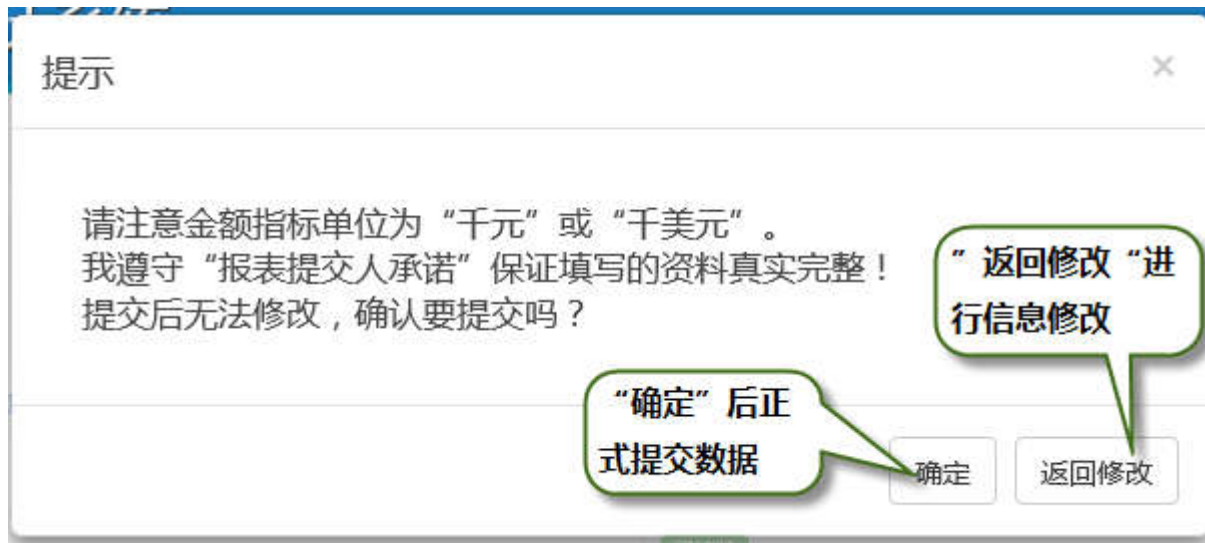 提示
×
请注意金额指标单位为“千元”或“千美元”。
我遵守“报表提交人承诺”保证填写的资料真实完整！
提交后无法修改，确认要提交吗？
”返回修改“进
行信息修改
“确定”后正
式提交数据
确定
返回修改